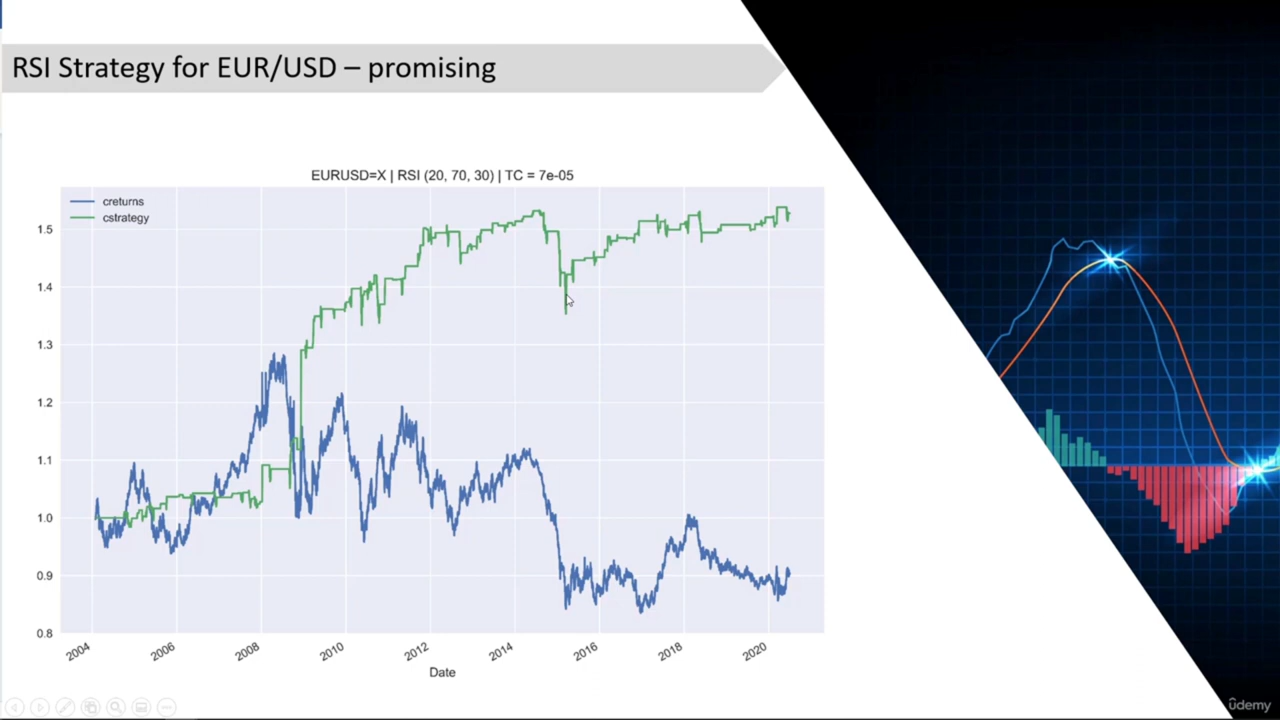 RSI Strategy for EUR/USD – promising
EURUSD=X | RSI (20, 70, 30) | TC = 7e-05
creturns
cstrategy
1.5
1.4
1.3
1.2
1.1
1.0
0.9
0.8
2004 2006 2008 2010 2012 2014 2016 2018 2020
Date
ûdemy